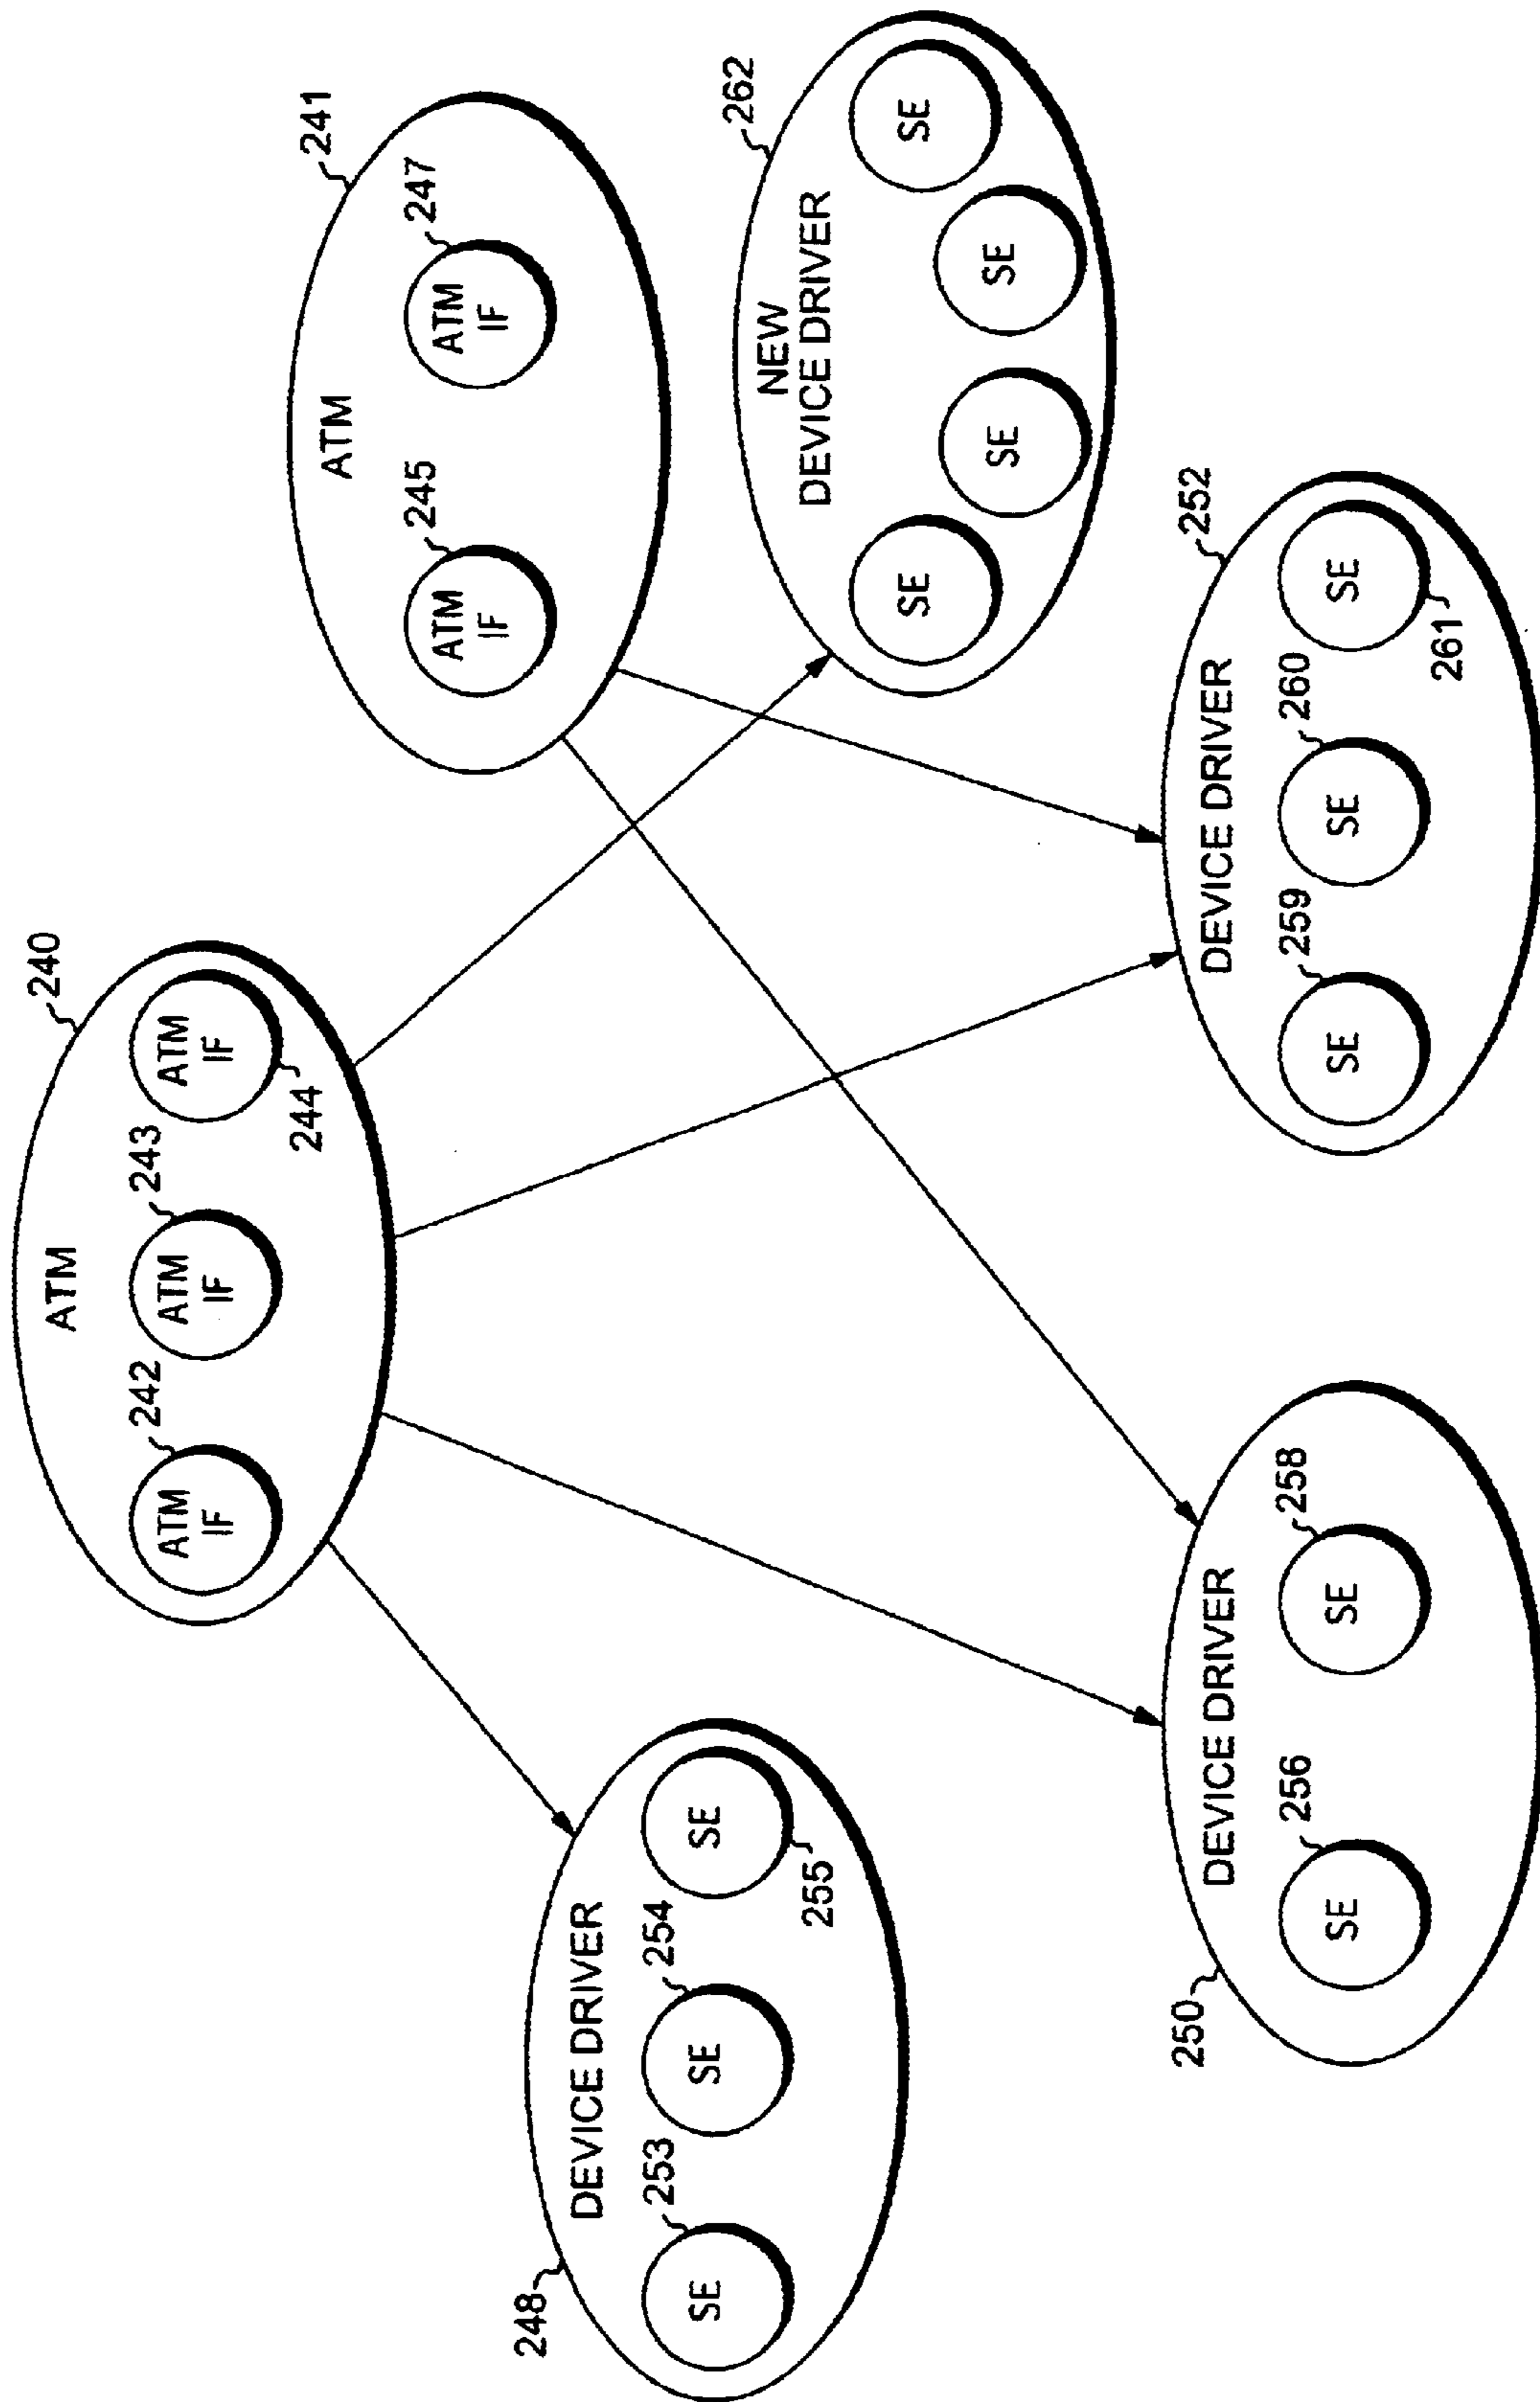 240
ATM
242
243
ATM
IF
ATM
IF
ATM
IF
244
241
ATM
245
247
ATM
IF
ATM
IF
248
DEVICE DRIVER
253
254
SE
SE
SE
255
262
NEW
DEVICE DRIVER
SE
SE
SE
SE
250
DEVICE DRIVER
256
258
SE
SE
252
DEVICE DRIVER
259
260
SE
SE
SE
261